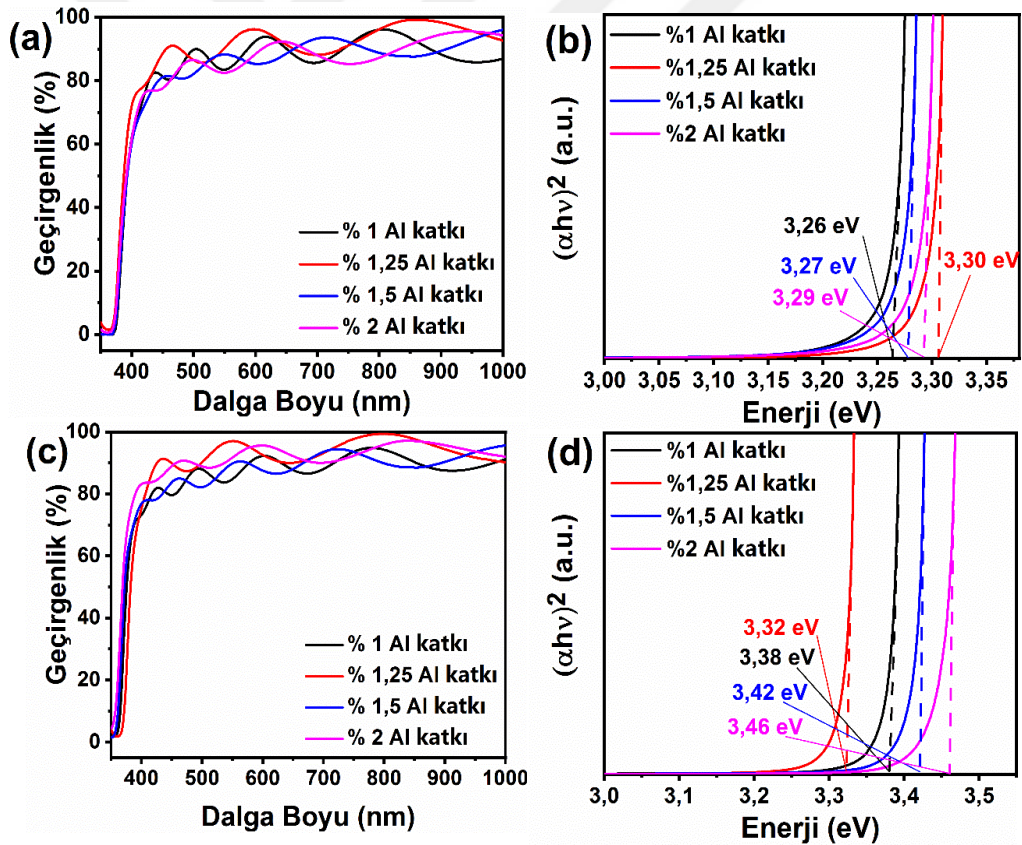 (a)
Geçirgenlik (%)
100
80
60
40
20
0
% 1 Al katkı
% 1,25 Al katkı
% 1,5 Al katkı
% 2 Al katkı
400 500 600 700 800 900 1000
Dalga Boyu (nm)
(b)
(αhν)² (a.u.)
%1 Al katkı
%1,25 Al katkı
%1,5 Al katkı
%2 Al katkı
3,26 eV
3,27 eV
3,30 eV
3,29 eV
3,00 3,05 3,10 3,15 3,20 3,25 3,30 3,35
Enerji (eV)
(c)
Geçirgenlik (%)
100
80
60
40
20
0
% 1 Al katkı
% 1,25 Al katkı
% 1,5 Al katkı
% 2 Al katkı
400 500 600 700 800 900 1000
Dalga Boyu (nm)
(d)
(αhν)² (a.u.)
%1 Al katkı
%1,25 Al katkı
%1,5 Al katkı
%2 Al katkı
3,32 eV
3,38 eV
3,42 eV
3,46 eV
3,0 3,1 3,2 3,3 3,4 3,5
Enerji (eV)